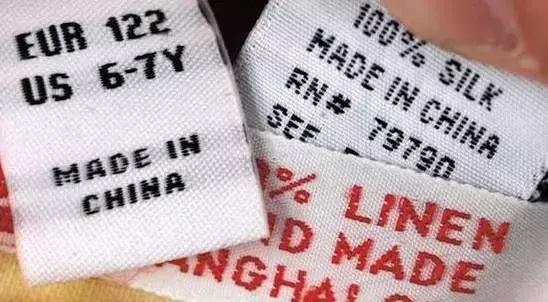 EUR 122
US 6-7Y
MADE IN
CHINA
100% SILK
MADE IN CHINA
RN# 79790
SEE
% LINEN
MADE